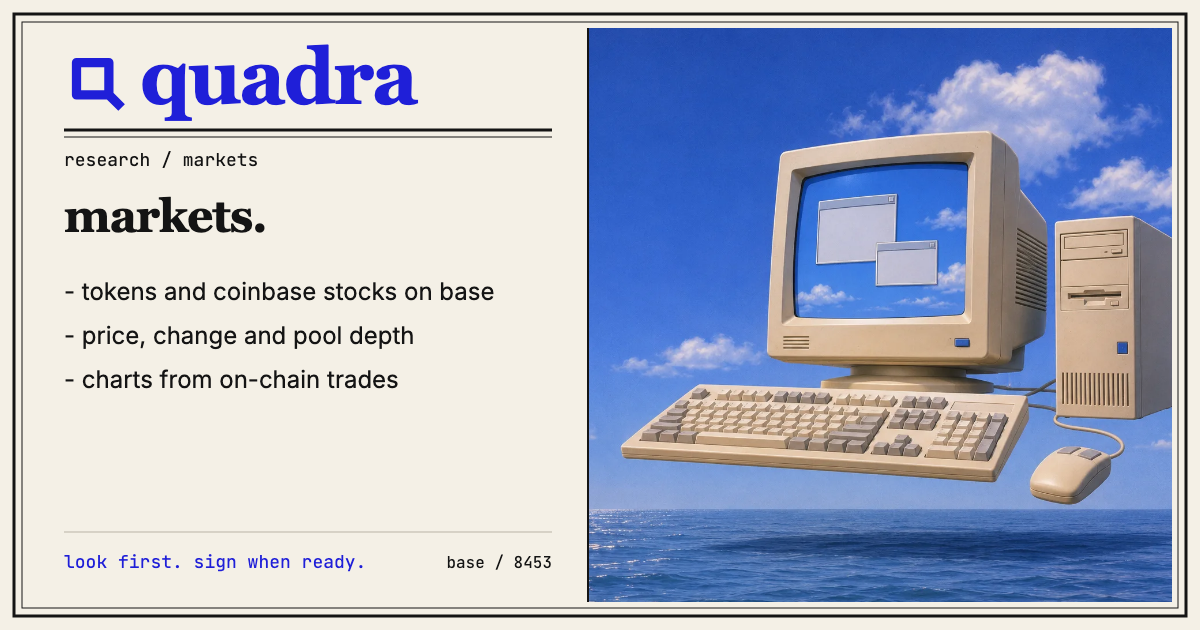 quadra
research / markets
markets.
- tokens and coinbase stocks on base
- price, change and pool depth
- charts from on-chain trades
look first. sign when ready.
base / 8453